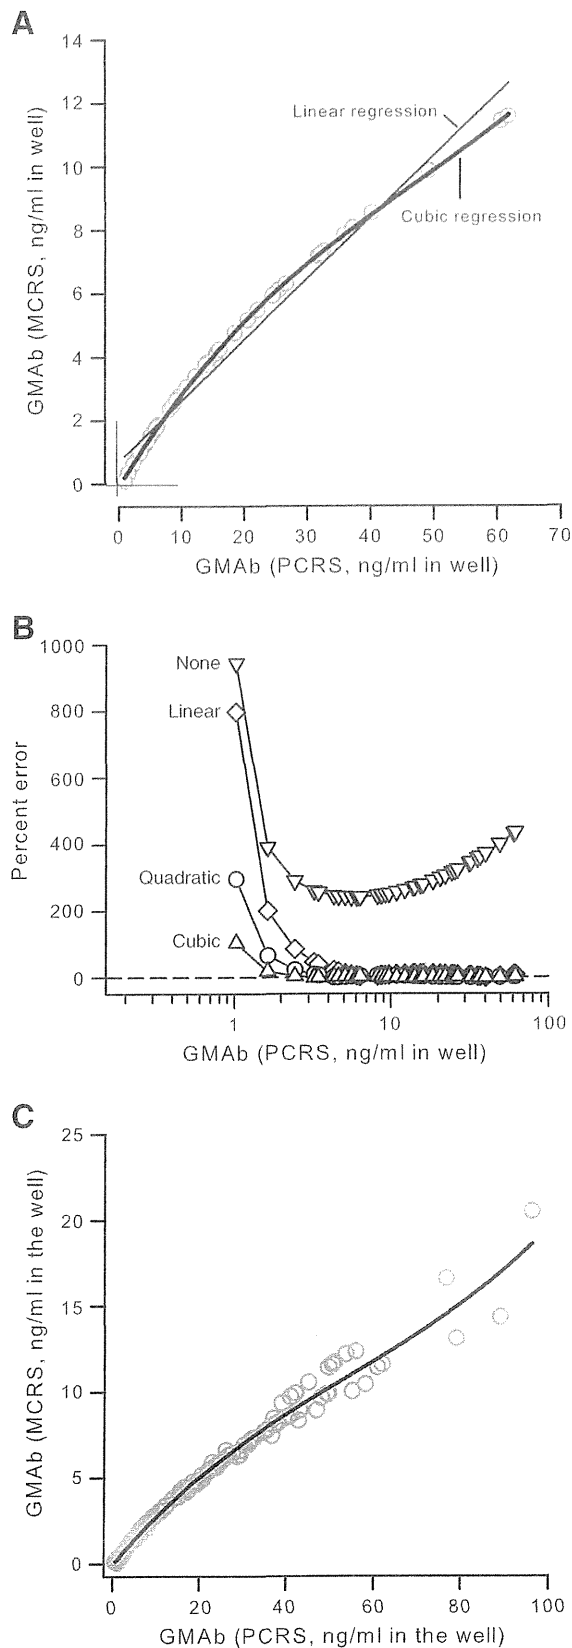 A
14
12
10
8
6
4
2
0
GMAb (MCRS, ng/ml in well)
Linear regression
Cubic regression
0 10 20 30 40 50 60 70
GMAb (PCRS, ng/ml in well)
B
1000
800
600
400
200
0
Percent error
None
Linear
Quadratic
Cubic
1 10 100
GMAb (PCRS, ng/ml in well)
C
25
20
15
10
5
0
GMAb (MCRS, ng/ml in the well)
0 20 40 60 80 100
GMAb (PCRS, ng/ml in the well)